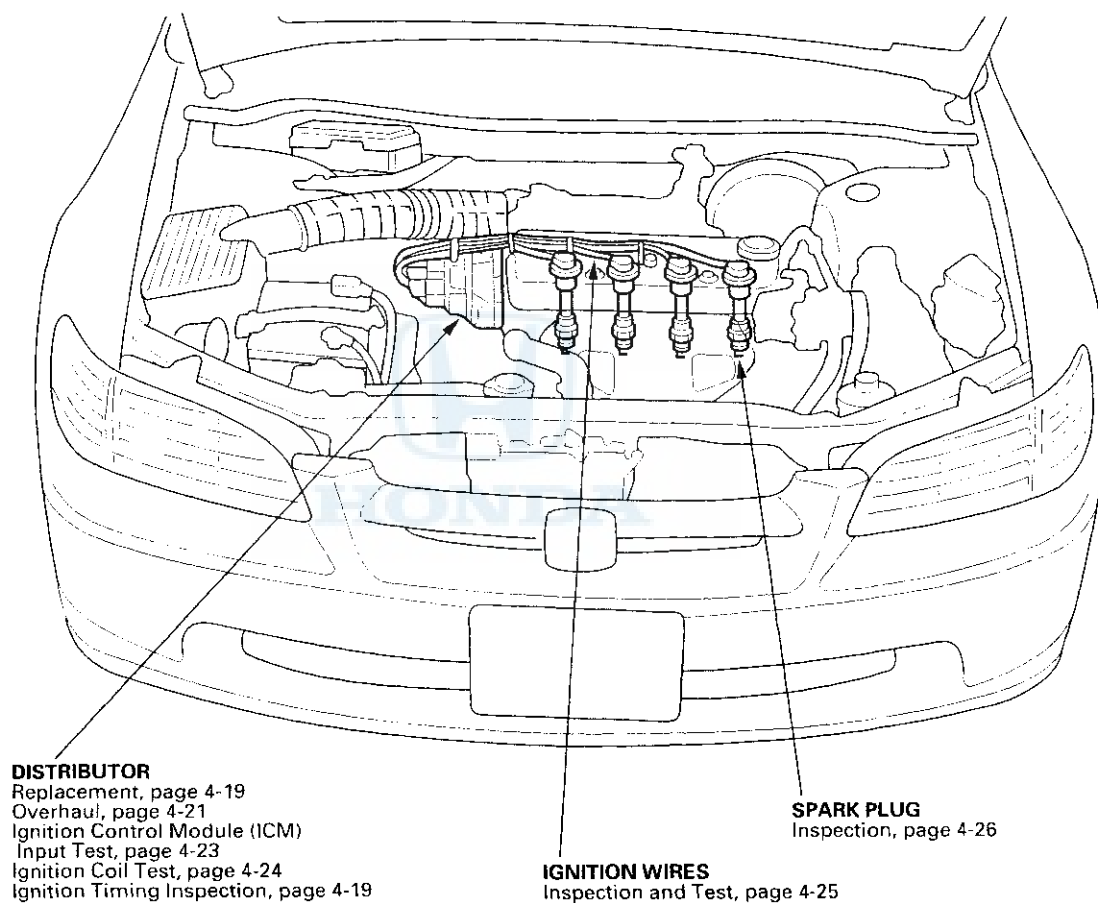 HONDA
DISTRIBUTOR
Replacement, page 4-19
Overhaul, page 4-21
Ignition Control Module (ICM)
Input Test, page 4-23
Ignition Coil Test, page 4-24
Ignition Timing Inspection, page 4-19
IGNITION WIRES
Inspection and Test, page 4-25
SPARK PLUG
Inspection, page 4-26